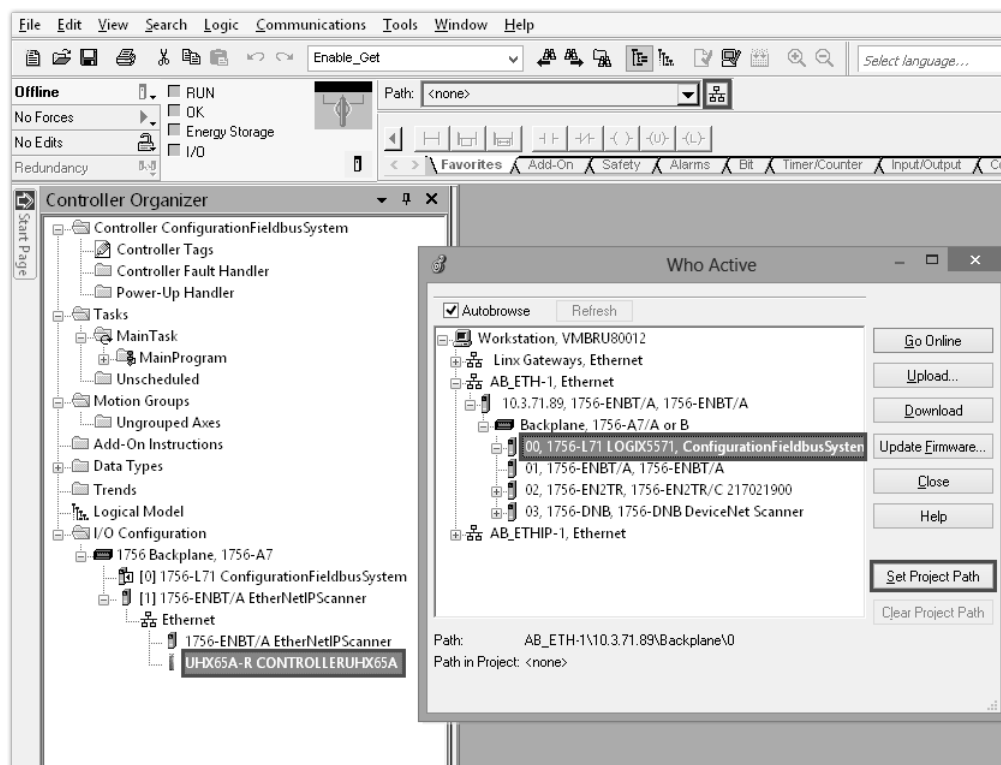 File Edit View Search Logic Communications Tools Window Help
Enable_Get
Select language...
Offline
RUN
Path: <none>
No Forces
OK
No Edits
Energy Storage
Redundancy
I/O
Favorites Add-On Safety Alarms Bit Timer/Counter Input/Output
Start Page
Controller Organizer
Controller ConfigurationFieldbusSystem
Controller Tags
Controller Fault Handler
Power-Up Handler
Tasks
MainTask
MainProgram
Unscheduled
Motion Groups
Ungrouped Axes
Add-On Instructions
Data Types
Trends
Logical Model
I/O Configuration
1756 Backplane, 1756-A7
[0] 1756-L71 ConfigurationFieldbusSystem
[1] 1756-ENBT/A EtherNetIPScanner
Ethernet
1756-ENBT/A EtherNetIPScanner
UHX65A-R CONTROLLERUHX65A
Who Active
Autobrowse
Refresh
Workstation, VMBRU80012
Linx Gateways, Ethernet
AB_ETH-1, Ethernet
10.3.71.89, 1756-ENBT/A, 1756-ENBT/A
Backplane, 1756-A7/A or B
00, 1756-L71 LOGIX5571, ConfigurationFieldbusSysten
01, 1756-ENBT/A, 1756-ENBT/A
02, 1756-EN2TR, 1756-EN2TR/C 217021900
03, 1756-DNB, 1756-DNB DeviceNet Scanner
AB_ETHIP-1, Ethernet
Go Online
Upload...
Download
Update Firmware...
Close
Help
Set Project Path
Clear Project Path
Path: AB_ETH-1\10.3.71.89\Backplane\0
Path in Project: <none>